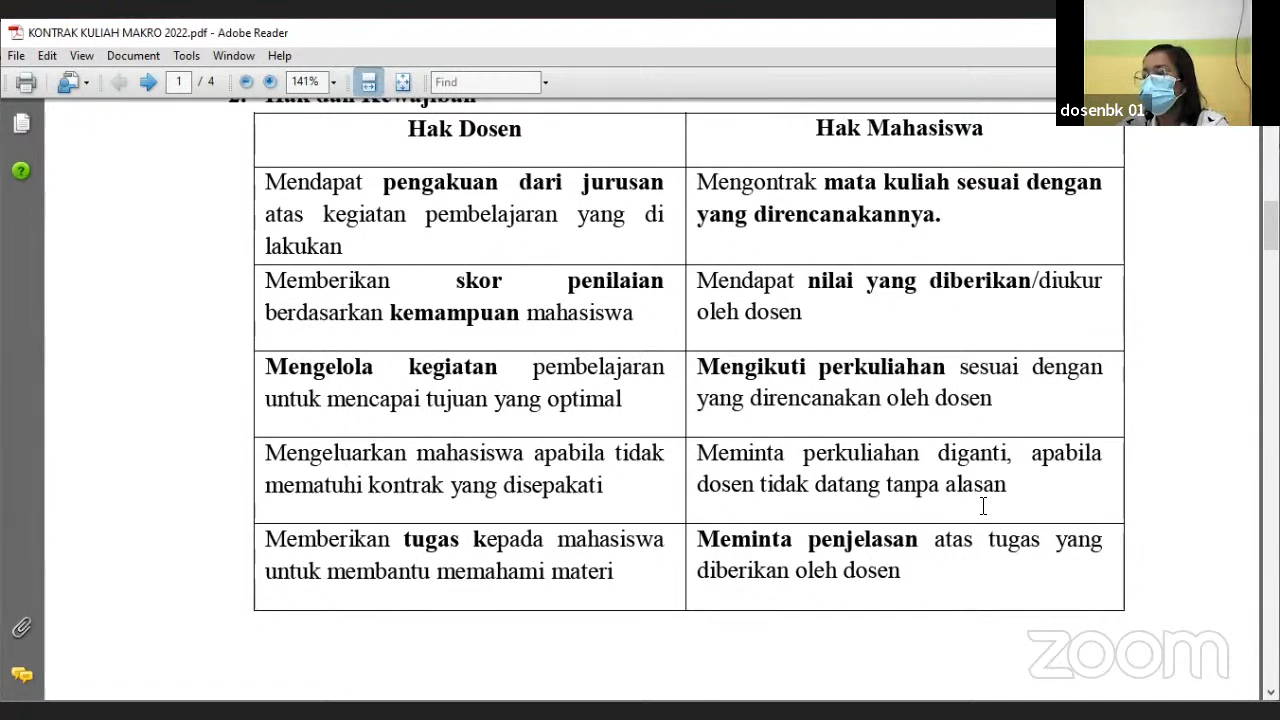 KONTRAK KULIAH MAKRO 2022.pdf - Adobe Reader
File Edit View Document Tools Window Help
1 / 4 141% Find
dosenbk 01
2. Hak dan Kewajiban
Hak Dosen
Hak Mahasiswa
Mendapat pengakuan dari jurusan
atas kegiatan pembelajaran yang di
lakukan
Mengontrak mata kuliah sesuai dengan
yang direncanakannya.
Memberikan skor penilaian
berdasarkan kemampuan mahasiswa
Mendapat nilai yang diberikan/diukur
oleh dosen
Mengelola kegiatan pembelajaran
untuk mencapai tujuan yang optimal
Mengikuti perkuliahan sesuai dengan
yang direncanakan oleh dosen
Mengeluarkan mahasiswa apabila tidak
mematuhi kontrak yang disepakati
Meminta perkuliahan diganti, apabila
dosen tidak datang tanpa alasan
Memberikan tugas kepada mahasiswa
untuk membantu memahami materi
Meminta penjelasan atas tugas yang
diberikan oleh dosen
zoom